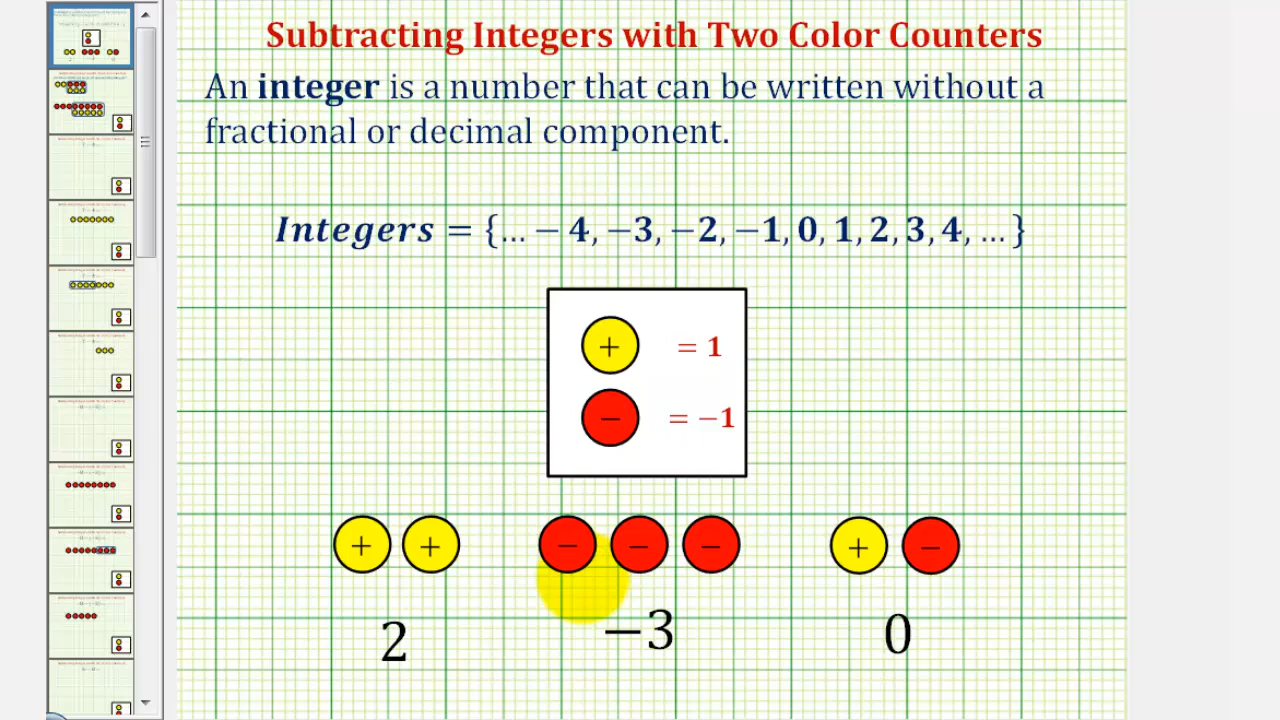 Subtracting Integers with Two Color Counters
An integer is a number that can be written without a
fractional or decimal component.
Integers = {… − 4, −3, −2, −1, 0, 1, 2, 3, 4, … }
+ = 1
− = −1
+ + − − − + −
2 −3 0